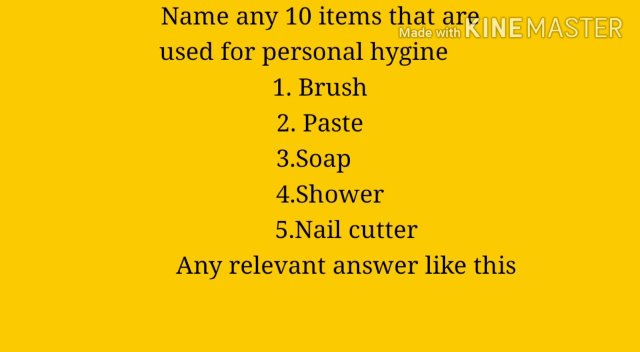 Name any 10 items that are
Made with KINEMASTER
used for personal hygine
1. Brush
2. Paste
3.Soap
4.Shower
5.Nail cutter
Any relevant answer like this